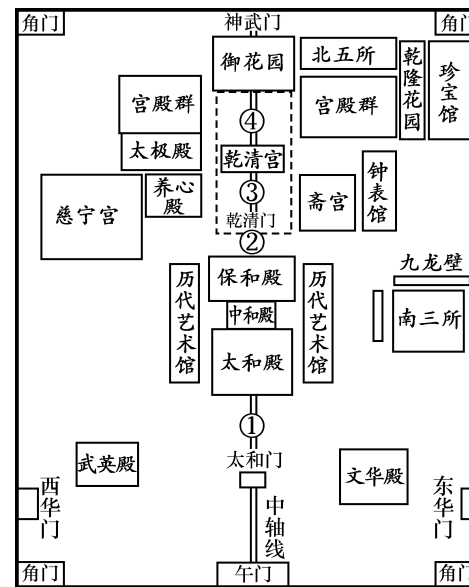 角门
神武门
角门
御花园
北五所
乾隆花园
珍宝馆
宫殿群
宫殿群
④
太极殿
乾清宫
钟表馆
养心
殿
③
斋宫
慈宁宫
乾清门
②
九龙壁
保和殿
历代艺术馆
历代艺术馆
中和殿
南三所
太和殿
①
武英殿
太和门
文华殿
西华门
东华门
中轴线
角门
午门
角门